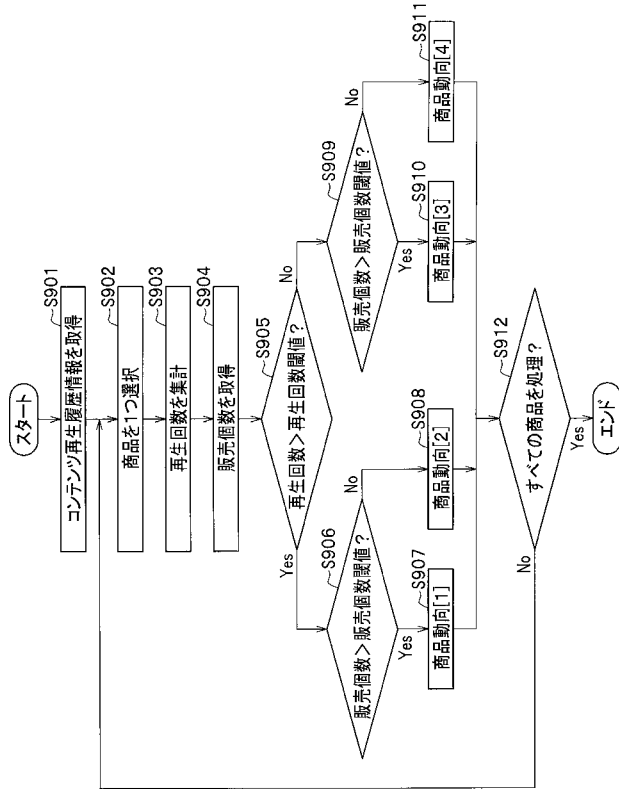 スタート
S901
コンテンツ再生履歴情報を取得
S902
商品を1つ選択
S903
再生回数を集計
S904
販売個数を取得
S905
再生回数>再生回数閾値?
Yes
No
S906
販売個数>販売個数閾値?
Yes
No
S909
販売個数>販売個数閾値?
Yes
No
S907
商品動向[1]
S908
商品動向[2]
S910
商品動向[3]
S911
商品動向[4]
S912
すべての商品を処理?
No
Yes
エンド